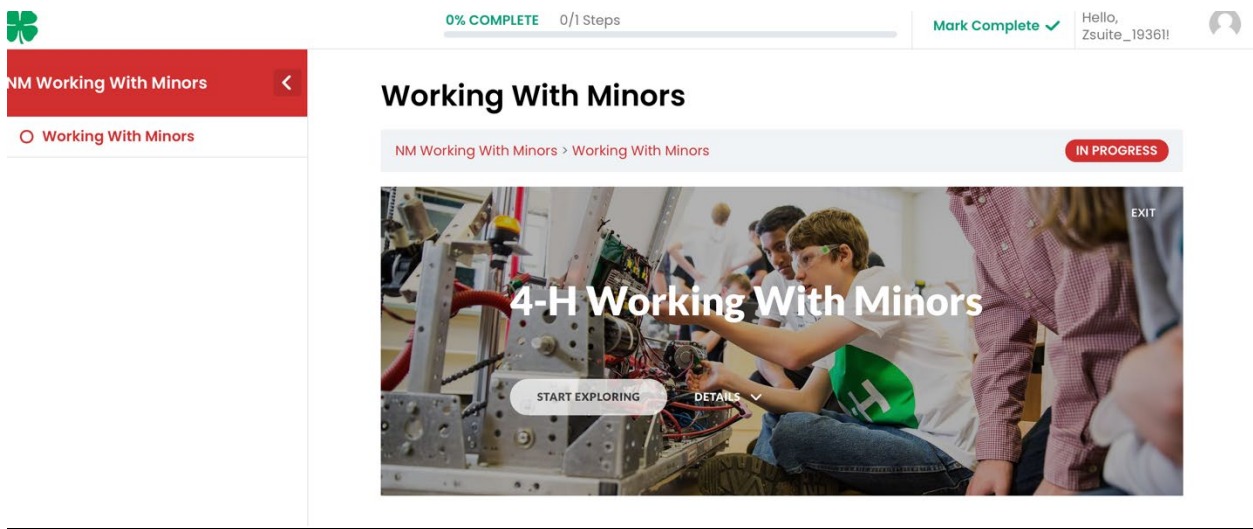 0% COMPLETE 0/1 Steps
Mark Complete
Hello,
Zsuite_19361!
NM Working With Minors
Working With Minors
Working With Minors
NM Working With Minors > Working With Minors
IN PROGRESS
EXIT
4-H Working With Minors
START EXPLORING
DETAILS
H